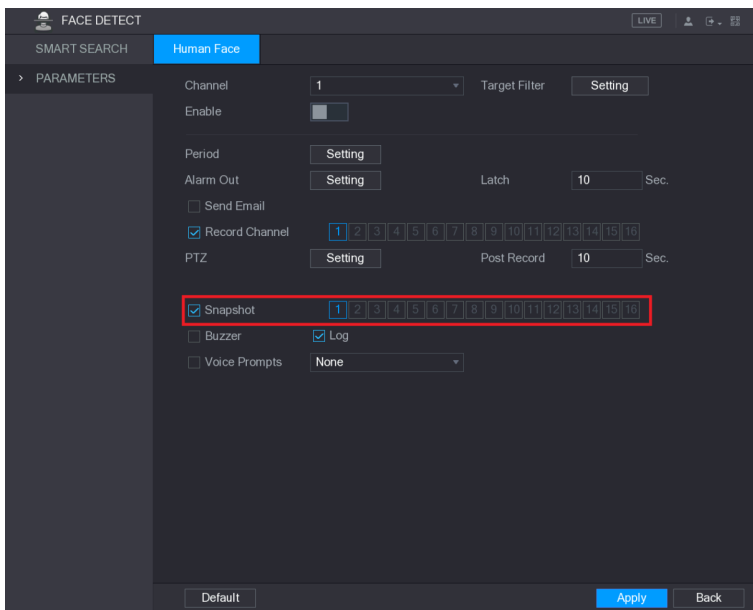 FACE DETECT LIVE
SMART SEARCH Human Face
> PARAMETERS
Channel 1 Target Filter Setting
Enable
Period Setting
Alarm Out Setting Latch 10 Sec.
Send Email
Record Channel 1 2 3 4 5 6 7 8 9 10 11 12 13 14 15 16
PTZ Setting Post Record 10 Sec.
Snapshot 1 2 3 4 5 6 7 8 9 10 11 12 13 14 15 16
Buzzer Log
Voice Prompts None
Default Apply Back